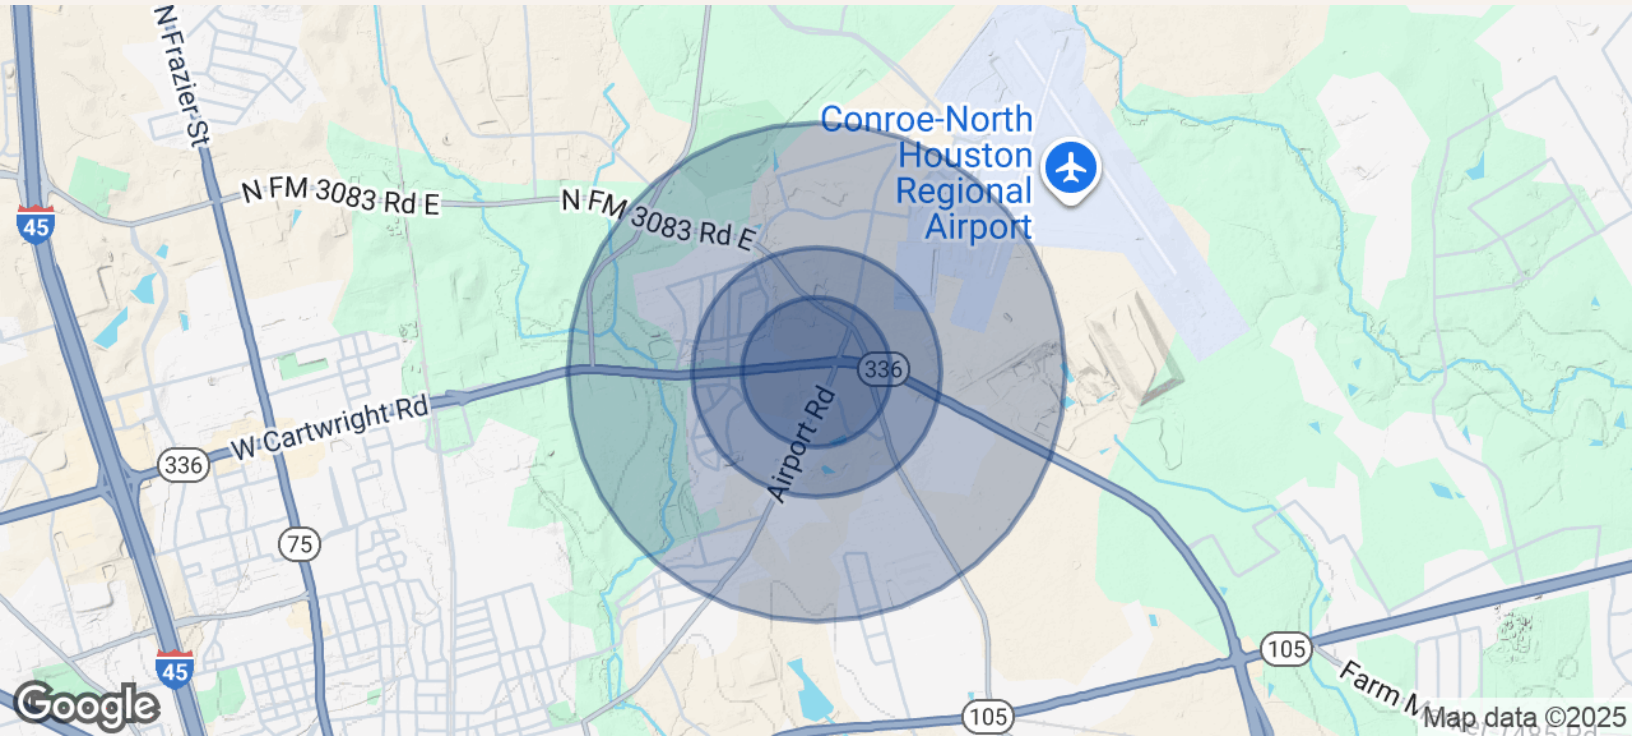 N Frazier St
Conroe-North
Houston
Regional
Airport
N FM 3083 Rd E
N FM 3083 Rd E
45
336
W Cartwright Rd
Airport Rd
336
75
45
105
105
Farm
Google
Map data ©2025